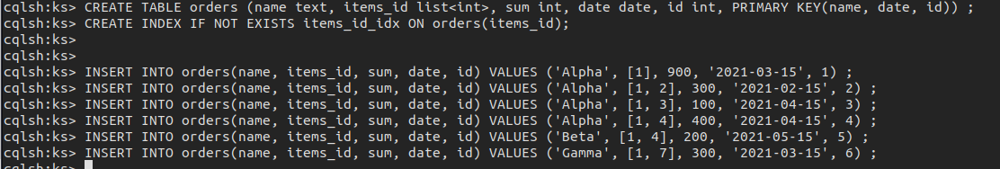 cqlsh:ks> CREATE TABLE orders (name text, items_id list<int>, sum int, date date, id int, PRIMARY KEY(name, date, id)) ;
cqlsh:ks> CREATE INDEX IF NOT EXISTS items_id_idx ON orders(items_id);
cqlsh:ks>
cqlsh:ks>
cqlsh:ks> INSERT INTO orders(name, items_id, sum, date, id) VALUES ('Alpha', [1], 900, '2021-03-15', 1) ;
cqlsh:ks> INSERT INTO orders(name, items_id, sum, date, id) VALUES ('Alpha', [1, 2], 300, '2021-02-15', 2) ;
cqlsh:ks> INSERT INTO orders(name, items_id, sum, date, id) VALUES ('Alpha', [1, 3], 100, '2021-04-15', 3) ;
cqlsh:ks> INSERT INTO orders(name, items_id, sum, date, id) VALUES ('Alpha', [1, 4], 400, '2021-04-15', 4) ;
cqlsh:ks> INSERT INTO orders(name, items_id, sum, date, id) VALUES ('Beta', [1, 4], 200, '2021-05-15', 5) ;
cqlsh:ks> INSERT INTO orders(name, items_id, sum, date, id) VALUES ('Gamma', [1, 7], 300, '2021-03-15', 6) ;
cqlsh:ks>